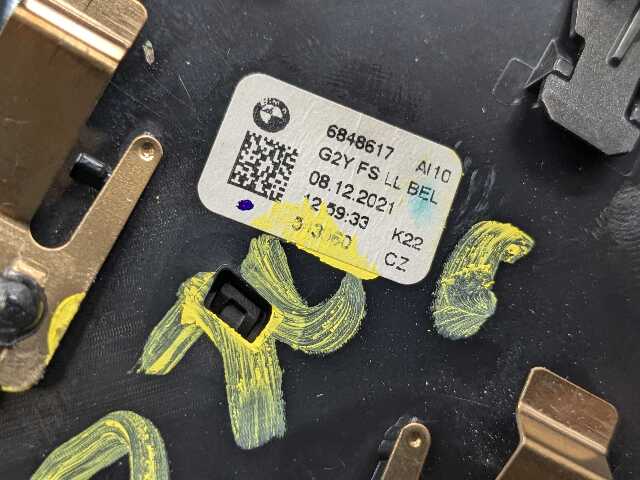 6848617 AI10
G2Y FS LL BEL
08.12.2021
12:59:33 K22
CZ